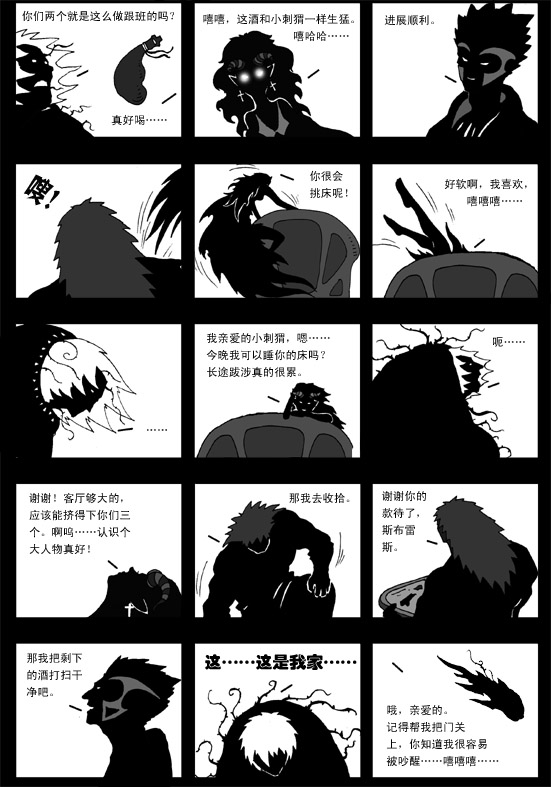 你们两个就是这么做跟班的吗？
真好喝……
嘻嘻，这酒和小刺猬一样生猛。
嘻哈哈……
进展顺利。
蹭！
你很会
挑床呢！
好软啊，我喜欢，
嘻嘻嘻……
……
我亲爱的小刺猬，嗯……
今晚我可以睡你的床吗？
长途跋涉真的很累。
呃……
谢谢！客厅够大的，
应该能挤得下你们三
个。啊呜……认识个
大人物真好！
那我去收拾。
谢谢你的
款待了，
斯布雷
斯。
那我把剩下
的酒打扫干
净吧。
这……这是我家……
哦，亲爱的。
记得帮我把门关
上，你知道我很容易
被吵醒……嘻嘻嘻……